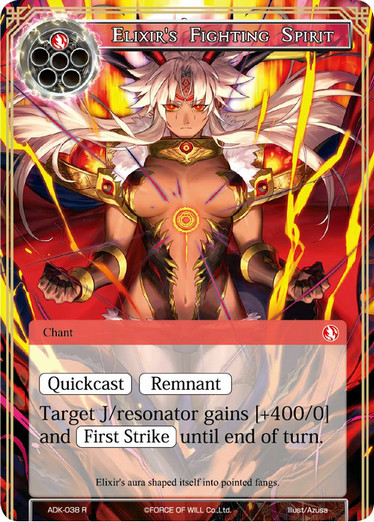 Elixir's Fighting Spirit
Chant
Quickcast Remnant
Target J/resonator gains [+400/0]
and First Strike until end of turn.
Elixir's aura shaped itself into pointed fangs.
ADK-038 R ©FORCE OF WILL Co.,Ltd. Illust/Azusa